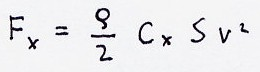 Fₓ = ρ/2 Cₓ S v²